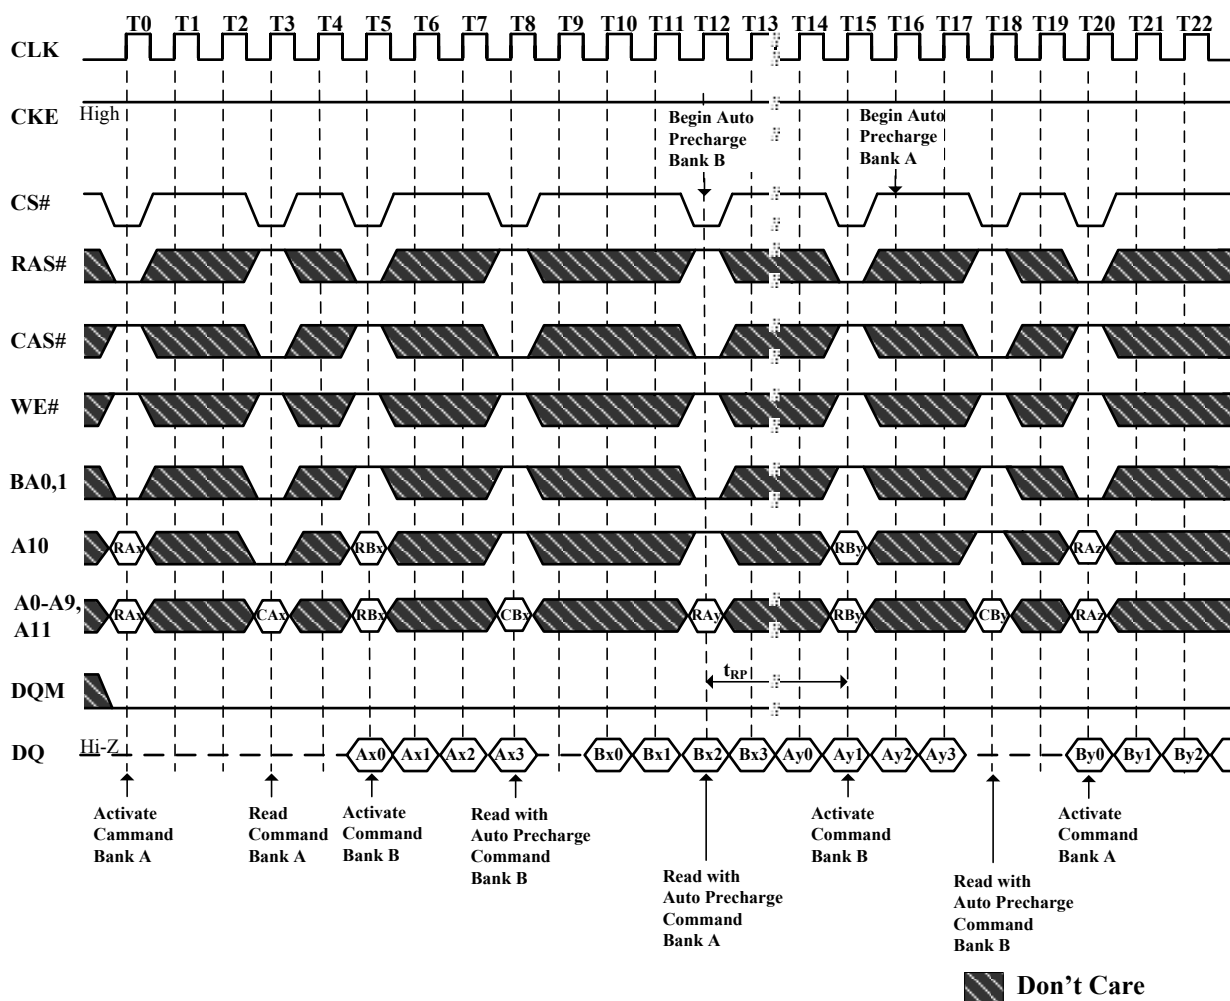 T0 T1 T2 T3 T4 T5 T6 T7 T8 T9 T10 T11 T12 T13 T14 T15 T16 T17 T18 T19 T20 T21 T22
CLK
CKE High
Begin Auto
Precharge
Bank B
Begin Auto
Precharge
Bank A
CS#
RAS#
CAS#
WE#
BA0,1
A10 RAx RBx RBy RAz
A0-A9,
A11
RAx CAx RBx CBx RAy RBy CBy RAz
DQM tRP
DQ Hi-Z Ax0 Ax1 Ax2 Ax3 Bx0 Bx1 Bx2 Bx3 Ay0 Ay1 Ay2 Ay3 By0 By1 By2
Activate
Cammand
Bank A
Read
Command
Bank A
Activate
Command
Bank B
Read with
Auto Precharge
Command
Bank B
Read with
Auto Precharge
Command
Bank A
Activate
Command
Bank B
Read with
Auto Precharge
Command
Bank B
Activate
Command
Bank A
Don't Care